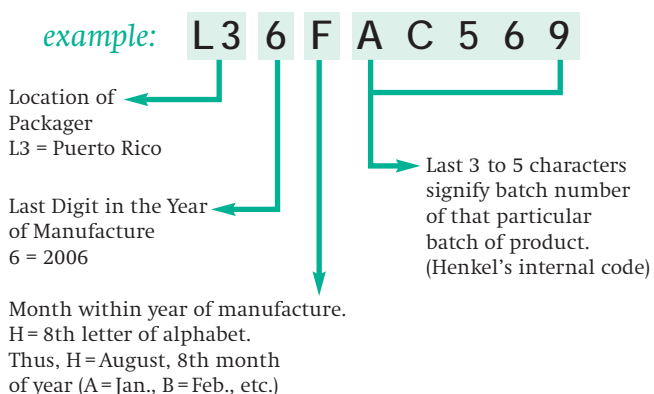 example: L3 6 F A C 5 6 9
Location of
Packager
L3 = Puerto Rico
Last Digit in the Year
of Manufacture
6 = 2006
Month within year of manufacture.
H = 8th letter of alphabet.
Thus, H = August, 8th month
of year (A = Jan., B = Feb., etc.)
Last 3 to 5 characters
signify batch number
of that particular
batch of product.
(Henkel's internal code)